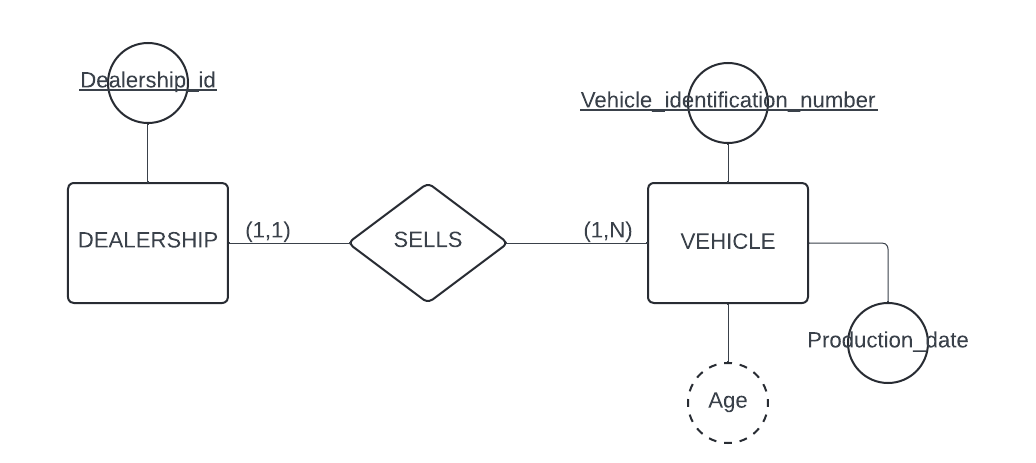 Dealership_id
Vehicle_identification_number
DEALERSHIP
(1,1)
SELLS
(1,N)
VEHICLE
Production_date
Age